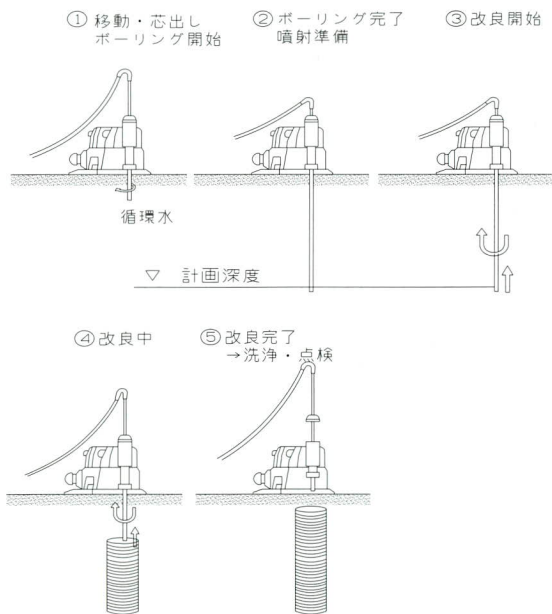 ① 移動・芯出し
ボーリング開始
② ボーリング完了
噴射準備
③ 改良開始
循環水
▽ 計画深度
④ 改良中
⑤ 改良完了
→洗浄・点検